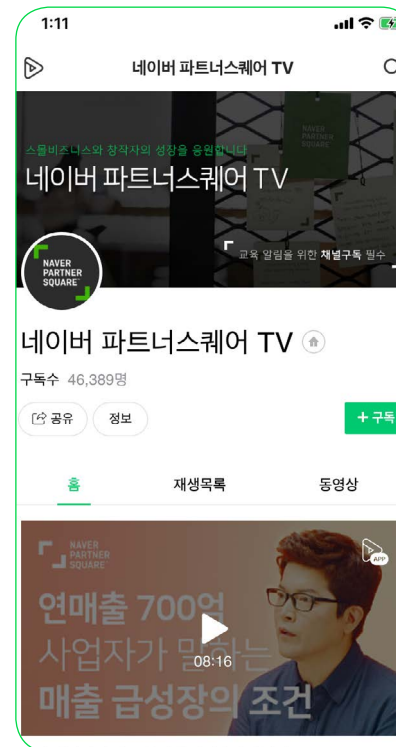 1:11
네이버 파트너스퀘어 TV
스몰비즈니스와 창작자의 성장을 응원합니다
네이버 파트너스퀘어 TV
NAVER
PARTNER
SQUARE
교육 알림을 위한 채널구독 필수
NAVER
PARTNER
SQUARE
네이버 파트너스퀘어 TV
구독수 46,389명
공유
정보
+ 구독
홈
재생목록
동영상
NAVER
PARTNER
SQUARE
APP
연매출 700억
사업자가 말하는
08:16
매출 급성장의 조건